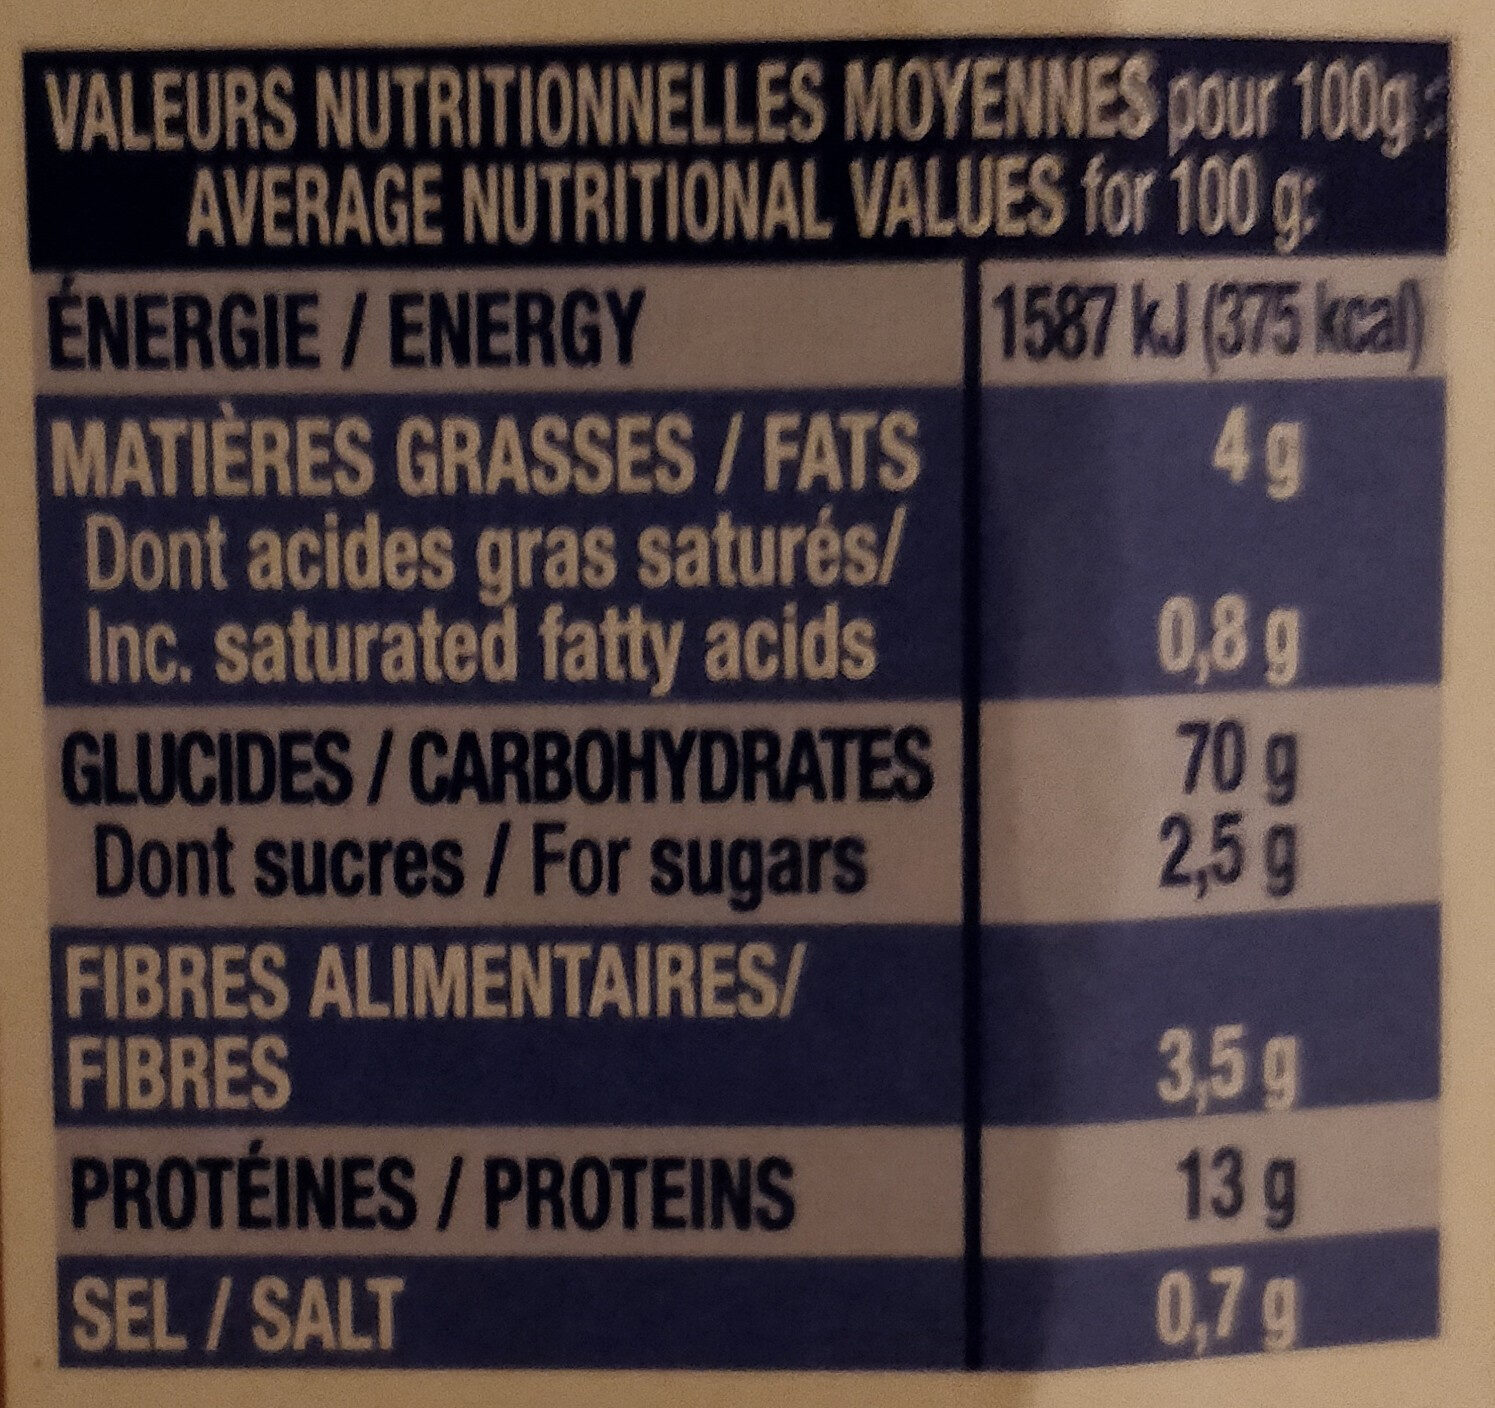 VALEURS NUTRITIONNELLES MOYENNES pour 100g :
AVERAGE NUTRITIONAL VALUES for 100 g:
ÉNERGIE / ENERGY 1587 kJ (375 kcal)
MATIÈRES GRASSES / FATS 4 g
Dont acides gras saturés/
Inc. saturated fatty acids 0,8 g
GLUCIDES / CARBOHYDRATES 70 g
Dont sucres / For sugars 2,5 g
FIBRES ALIMENTAIRES/
FIBRES 3,5 g
PROTÉINES / PROTEINS 13 g
SEL / SALT 0,7 g